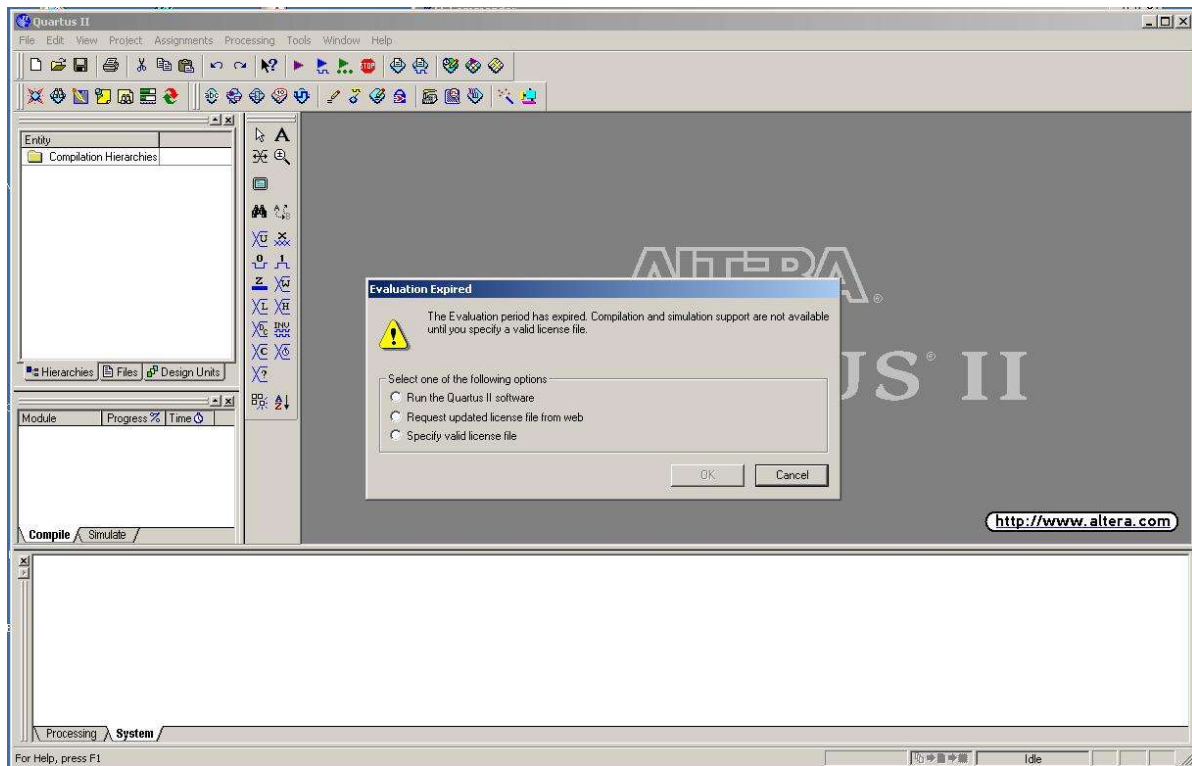 Quartus II
File Edit View Project Assignments Processing Tools Window Help
Entity
Compilation Hierarchies
Hierarchies Files Design Units
Module Progress % Time
Compile Simulate
ALTERA
®
US® II
Evaluation Expired
The Evaluation period has expired. Compilation and simulation support are not available
until you specify a valid license file.
Select one of the following options
Run the Quartus II software
Request updated license file from web
Specify valid license file
OK Cancel
http://www.altera.com
Processing System
For Help, press F1
Idle